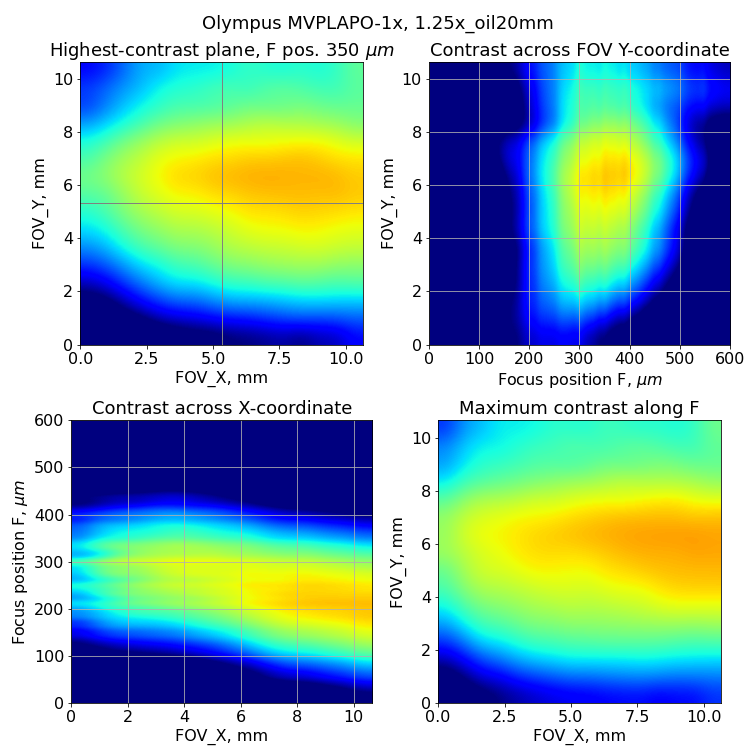 Olympus MVPLAPO-1x, 1.25x_oil20mm
Highest-contrast plane, F pos. 350 μm
Contrast across FOV Y-coordinate
10
8
6
4
2
0
FOV_Y, mm
0.0 2.5 5.0 7.5 10.0
FOV_X, mm
10
8
6
4
2
0
FOV_Y, mm
0 100 200 300 400 500 600
Focus position F, μm
Contrast across X-coordinate
Maximum contrast along F
600
500
400
300
200
100
0
Focus position F, μm
0 2 4 6 8 10
FOV_X, mm
10
8
6
4
2
0
FOV_Y, mm
0.0 2.5 5.0 7.5 10.0
FOV_X, mm